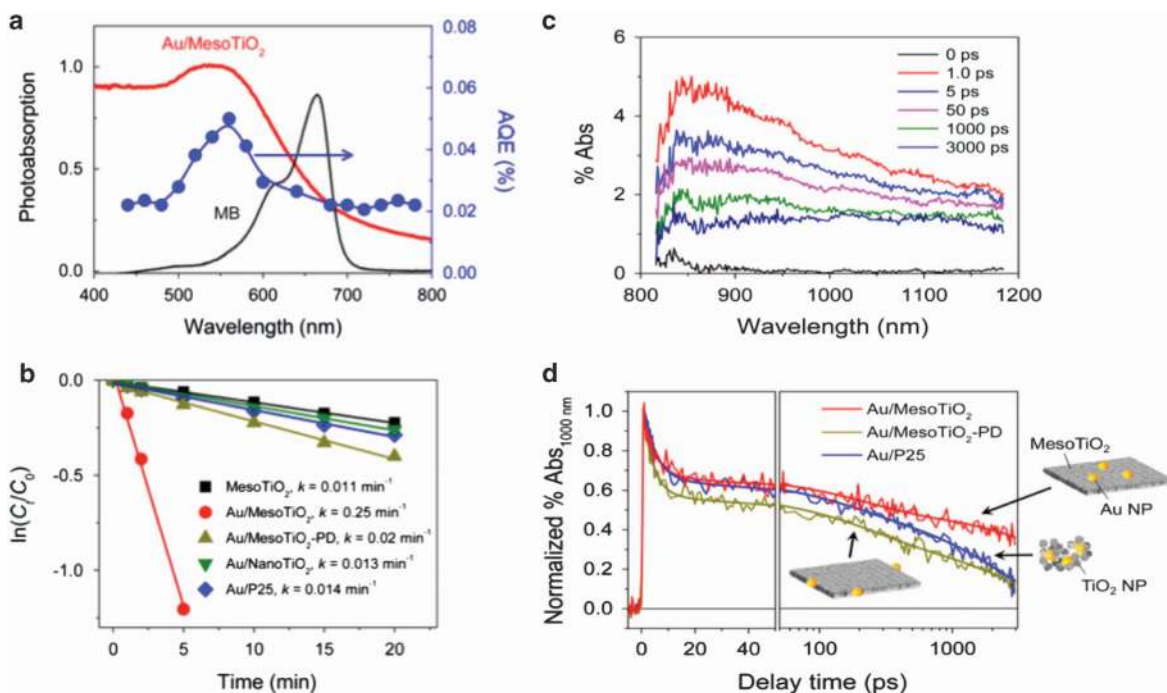 a
Au/MesoTiO2
MB
Photoabsorption
1.0
0.5
0.0
AQE (%)
0.08
0.06
0.04
0.02
0.00
400 500 600 700 800
Wavelength (nm)
c
0 ps
1.0 ps
5 ps
50 ps
1000 ps
3000 ps
% Abs
6
4
2
0
800 900 1000 1100 1200
Wavelength (nm)
b
ln(Ct/C0)
0.0
-0.5
-1.0
MesoTiO2, k = 0.011 min-1
Au/MesoTiO2, k = 0.25 min-1
Au/MesoTiO2-PD, k = 0.02 min-1
Au/NanoTiO2, k = 0.013 min-1
Au/P25, k = 0.014 min-1
0 5 10 15 20
Time (min)
d
Normalized % Abs1000 nm
1.0
0.8
0.6
0.4
0.2
0.0
Au/MesoTiO2
Au/MesoTiO2-PD
Au/P25
MesoTiO2
Au NP
TiO2 NP
0 20 40 100 1000
Delay time (ps)